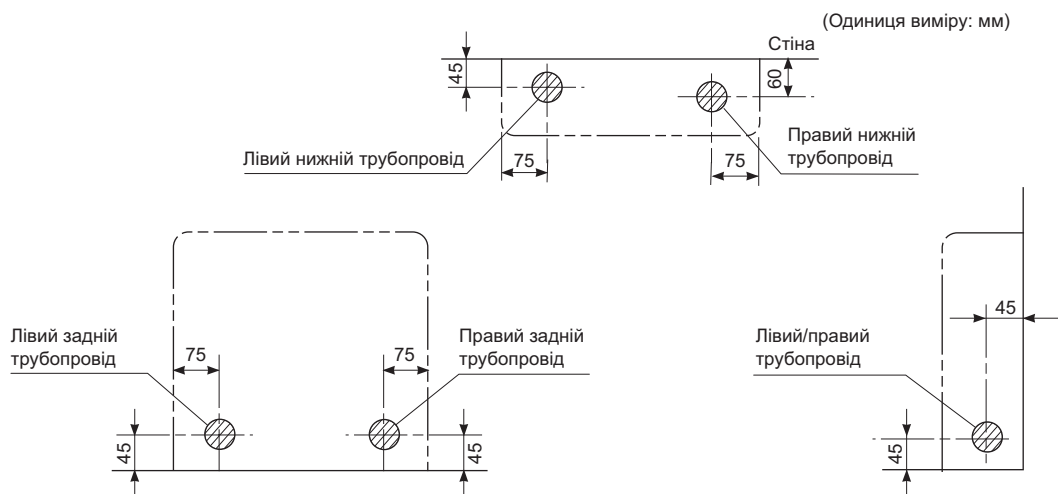 (Одиниця виміру: мм)
Стіна
45
60
Лівий нижній трубопровід
75
75
Правий нижній
трубопровід
Лівий задній
трубопровід
75
45
Правий задній
трубопровід
75
45
Лівий/правий
трубопровід
45
45